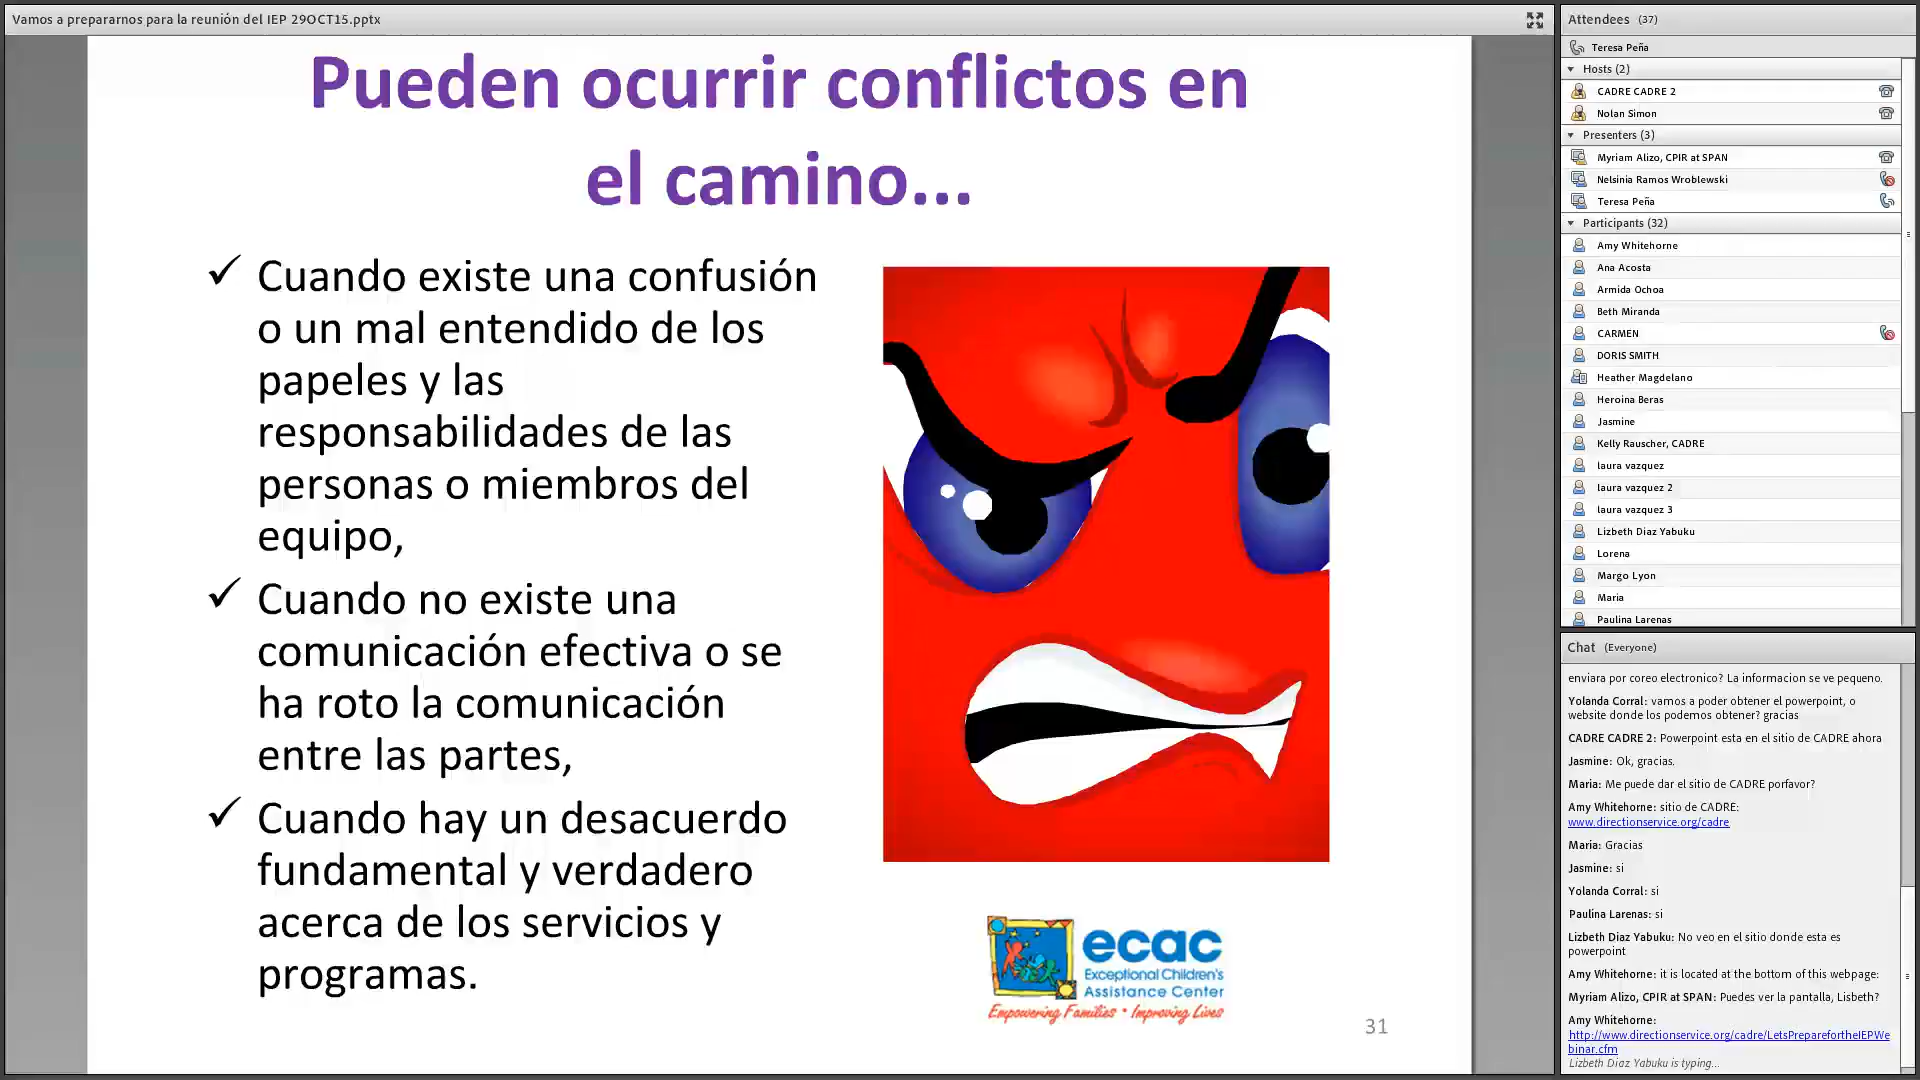 Vamos a prepararnos para la reunión del IEP 29OCT15.pptx
Pueden ocurrir conflictos en
el camino...
✓ Cuando existe una confusión
o un mal entendido de los
papeles y las
responsabilidades de las
personas o miembros del
equipo,
✓ Cuando no existe una
comunicación efectiva o se
ha roto la comunicación
entre las partes,
✓ Cuando hay un desacuerdo
fundamental y verdadero
acerca de los servicios y
programas.
ecac
Exceptional Children's
Assistance Center
Empowering Families • Improving Lives
31
Attendees (37)
Teresa Peña
Hosts (2)
CADRE CADRE 2
Nolan Simon
Presenters (3)
Myriam Alizo, CPIR at SPAN
Nelsinia Ramos Wroblewski
Teresa Peña
Participants (32)
Amy Whitehorne
Ana Acosta
Armida Ochoa
Beth Miranda
CARMEN
DORIS SMITH
Heather Magdelano
Heroina Beras
Jasmine
Kelly Rauscher, CADRE
laura vazquez
laura vazquez 2
laura vazquez 3
Lizbeth Diaz Yabuku
Lorena
Margo Lyon
Maria
Paulina Larenas
Chat (Everyone)
enviara por coreo electronico? La informacion se ve pequeno.
Yolanda Corral: vamos a poder obtener el powerpoint, o
website donde los podemos obtener? gracias
CADRE CADRE 2: Powerpoint esta en el sitio de CADRE ahora
Jasmine: Ok, gracias.
Maria: Me puede dar el sitio de CADRE porfavor?
Amy Whitehorne: sitio de CADRE:
www.directionservice.org/cadre
Maria: Gracias
Jasmine: si
Yolanda Corral: si
Paulina Larenas: si
Lizbeth Diaz Yabuku: No veo en el sitio donde esta es
powerpoint
Amy Whitehorne: it is located at the bottom of this webpage:
Myriam Alizo, CPIR at SPAN: Puedes ver la pantalla, Lisbeth?
Amy Whitehorne:
http://www.directionservice.org/cadre/LetsPreparefortheIEPWe
binar.cfm
Lizbeth Diaz Yabuku is typing...